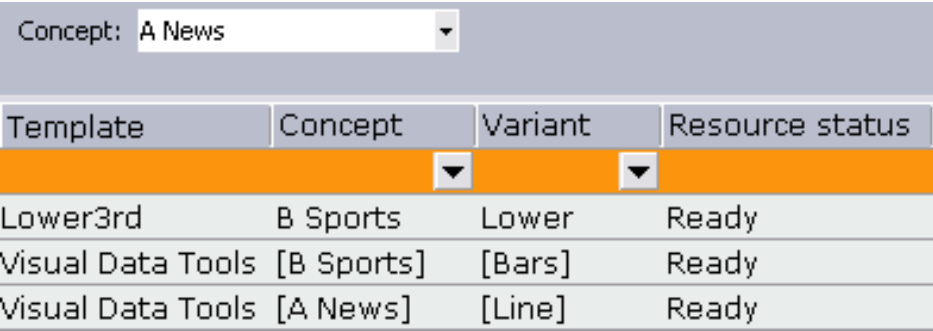 Concept: A News
Template Concept Variant Resource status
Lower3rd B Sports Lower Ready
Visual Data Tools [B Sports] [Bars] Ready
Visual Data Tools [A News] [Line] Ready